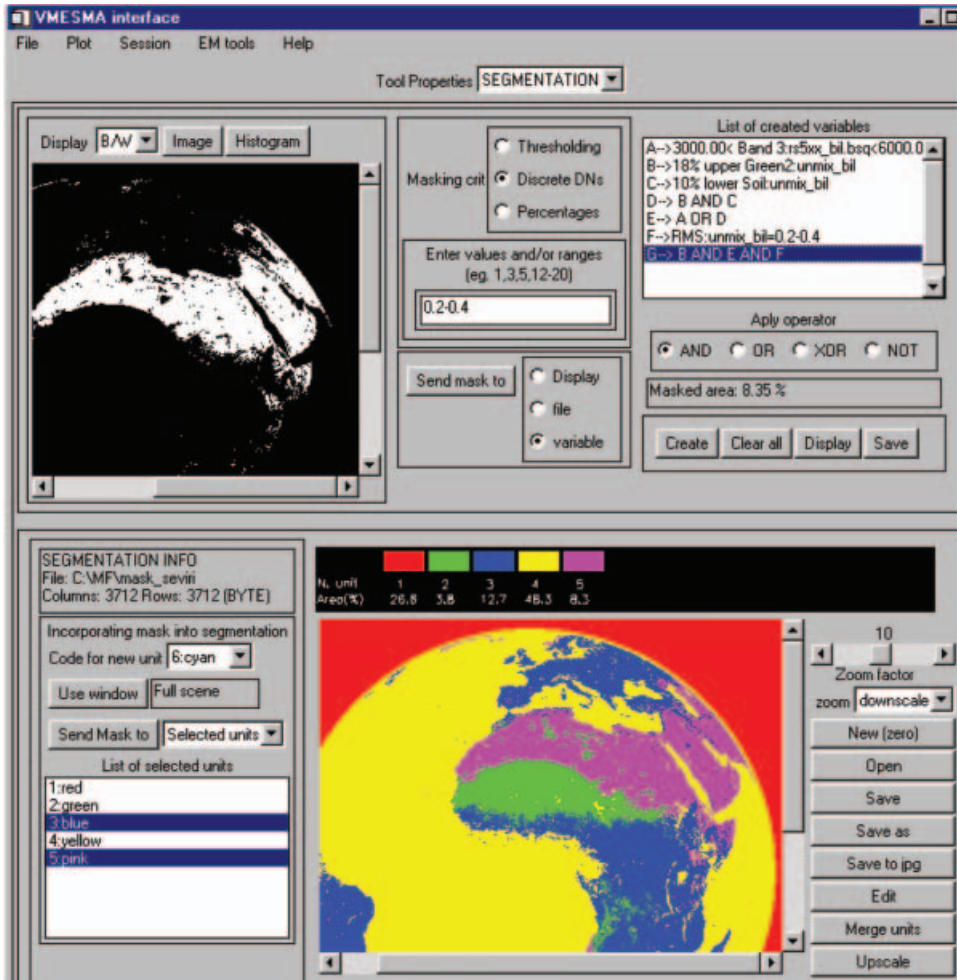 VMESMA interface
File Plot Session EM tools Help
Tool Properties SEGMENTATION
Display B/W Image Histogram
Masking crit
Thresholding
Discrete DNs
Percentages
Enter values and/or ranges
(eg. 1,3,5,12-20)
0.2-0.4
Send mask to
Display
file
variable
List of created variables
A-->3000.00< Band 3:rs5xx_bil.bsq<6000.0
B-->18% upper Green2:unmix_bil
C-->10% lower Soil:unmix_bil
D--> B AND C
E--> A OR D
F-->RMS:unmix_bil=0.2-0.4
G--> B AND E AND F
Aply operator
AND OR XOR NOT
Masked area: 8.35 %
Create Clear all Display Save
SEGMENTATION INFO
File: C:\MF\mask_seviri
Columns: 3712 Rows: 3712 (BYTE)
Incorporating mask into segmentation
Code for new unit 6:cyan
Use window Full scene
Send Mask to Selected units
List of selected units
1:red
2:green
3:blue
4:yellow
5:pink
N. unit 1 2 3 4 5
Area(%) 26.8 3.8 12.7 48.3 8.3
10
Zoom factor
zoom downscale
New (zero)
Open
Save
Save as
Save to jpg
Edit
Merge units
Upscale